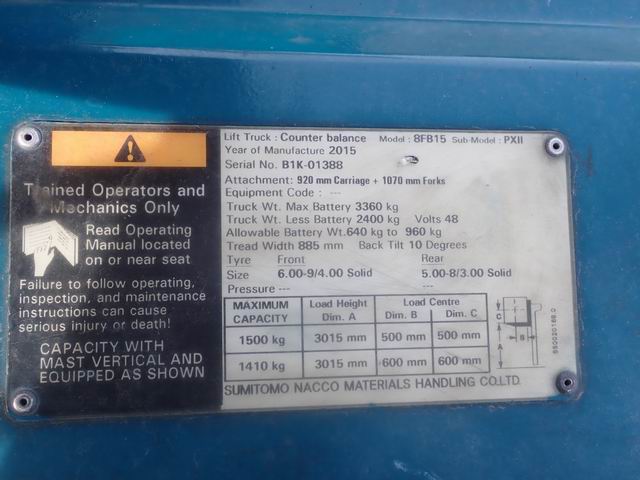 Trained Operators and
Mechanics Only
Read Operating
Manual located
on or near seat
Failure to follow operating,
inspection, and maintenance
instructions can cause
serious injury or death!
CAPACITY WITH
MAST VERTICAL AND
EQUIPPED AS SHOWN
Lift Truck : Counter balance Model : 8FB15 Sub-Model : PXII
Year of Manufacture 2015
Serial No. B1K-01388
Attachment: 920 mm Carriage + 1070 mm Forks
Equipment Code : ---
Truck Wt. Max Battery 3360 kg
Truck Wt. Less Battery 2400 kg Volts 48
Allowable Battery Wt. 640 kg to 960 kg
Tread Width 885 mm Back Tilt 10 Degrees
Tyre Front Rear
Size 6.00-9/4.00 Solid 5.00-8/3.00 Solid
Pressure --- ---
MAXIMUM CAPACITY Load Height Dim. A Load Centre Dim. B Dim. C
1500 kg 3015 mm 500 mm 500 mm
1410 kg 3015 mm 600 mm 600 mm
C
B
A
SUMITOMO NACCO MATERIALS HANDLING CO.LTD.